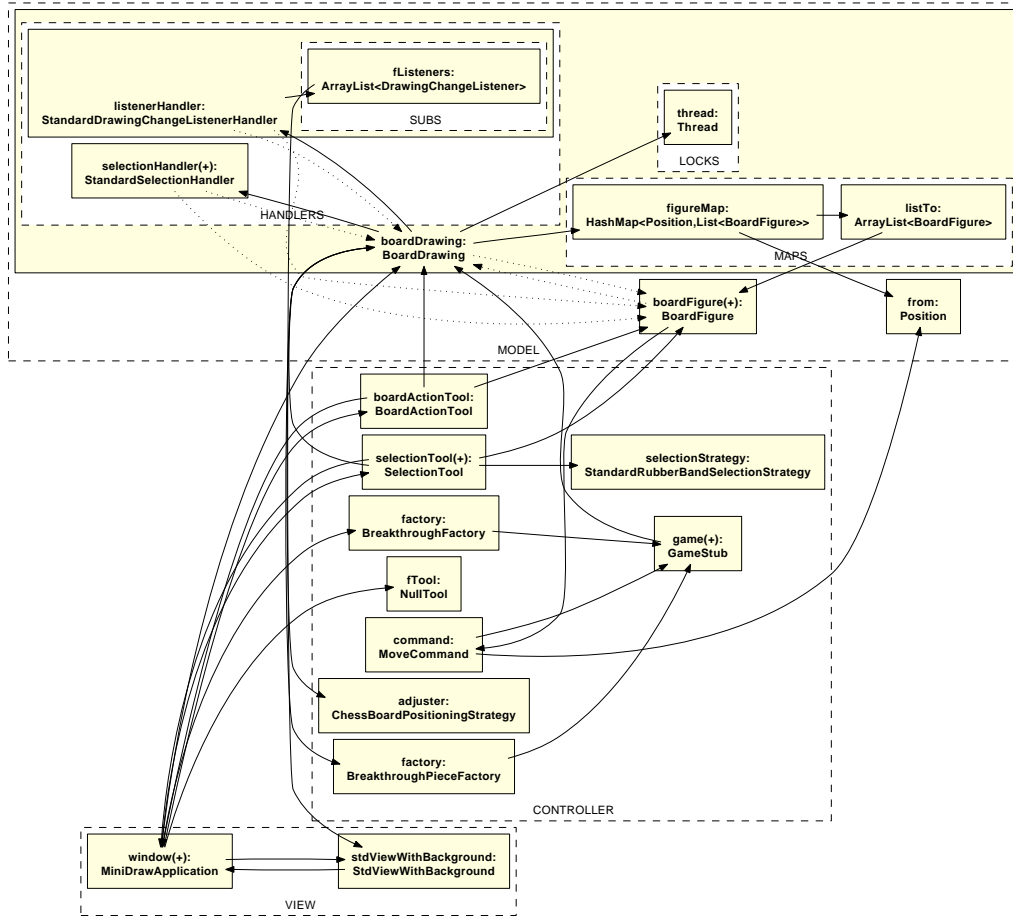 fListeners:
ArrayList<DrawingChangeListener>
listenerHandler:
StandardDrawingChangeListenerHandler
SUBS
thread:
Thread
LOCKS
selectionHandler(+):
StandardSelectionHandler
HANDLERS
figureMap:
HashMap<Position,List<BoardFigure>>
listTo:
ArrayList<BoardFigure>
MAPS
boardDrawing:
BoardDrawing
boardFigure(+):
BoardFigure
from:
Position
MODEL
boardActionTool:
BoardActionTool
selectionTool(+):
SelectionTool
selectionStrategy:
StandardRubberBandSelectionStrategy
factory:
BreakthroughFactory
game(+):
GameStub
fTool:
NullTool
command:
MoveCommand
adjuster:
ChessBoardPositioningStrategy
factory:
BreakthroughPieceFactory
CONTROLLER
window(+):
MiniDrawApplication
stdViewWithBackground:
StdViewWithBackground
VIEW